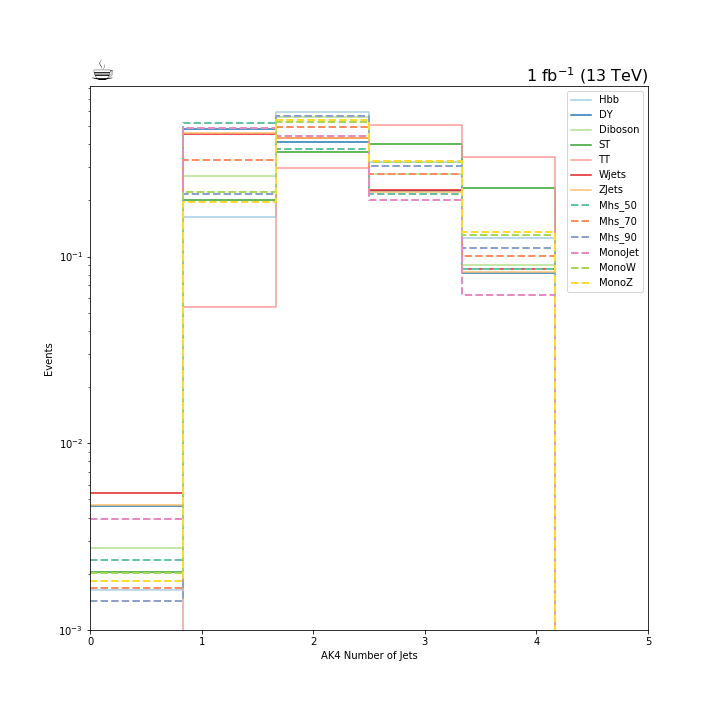 ☕ 1 fb⁻¹ (13 TeV)
Hbb
DY
Diboson
ST
TT
Wjets
ZJets
Mhs_50
Mhs_70
Mhs_90
MonoJet
MonoW
MonoZ
Events
10⁻¹
10⁻²
10⁻³
0 1 2 3 4 5
AK4 Number of Jets